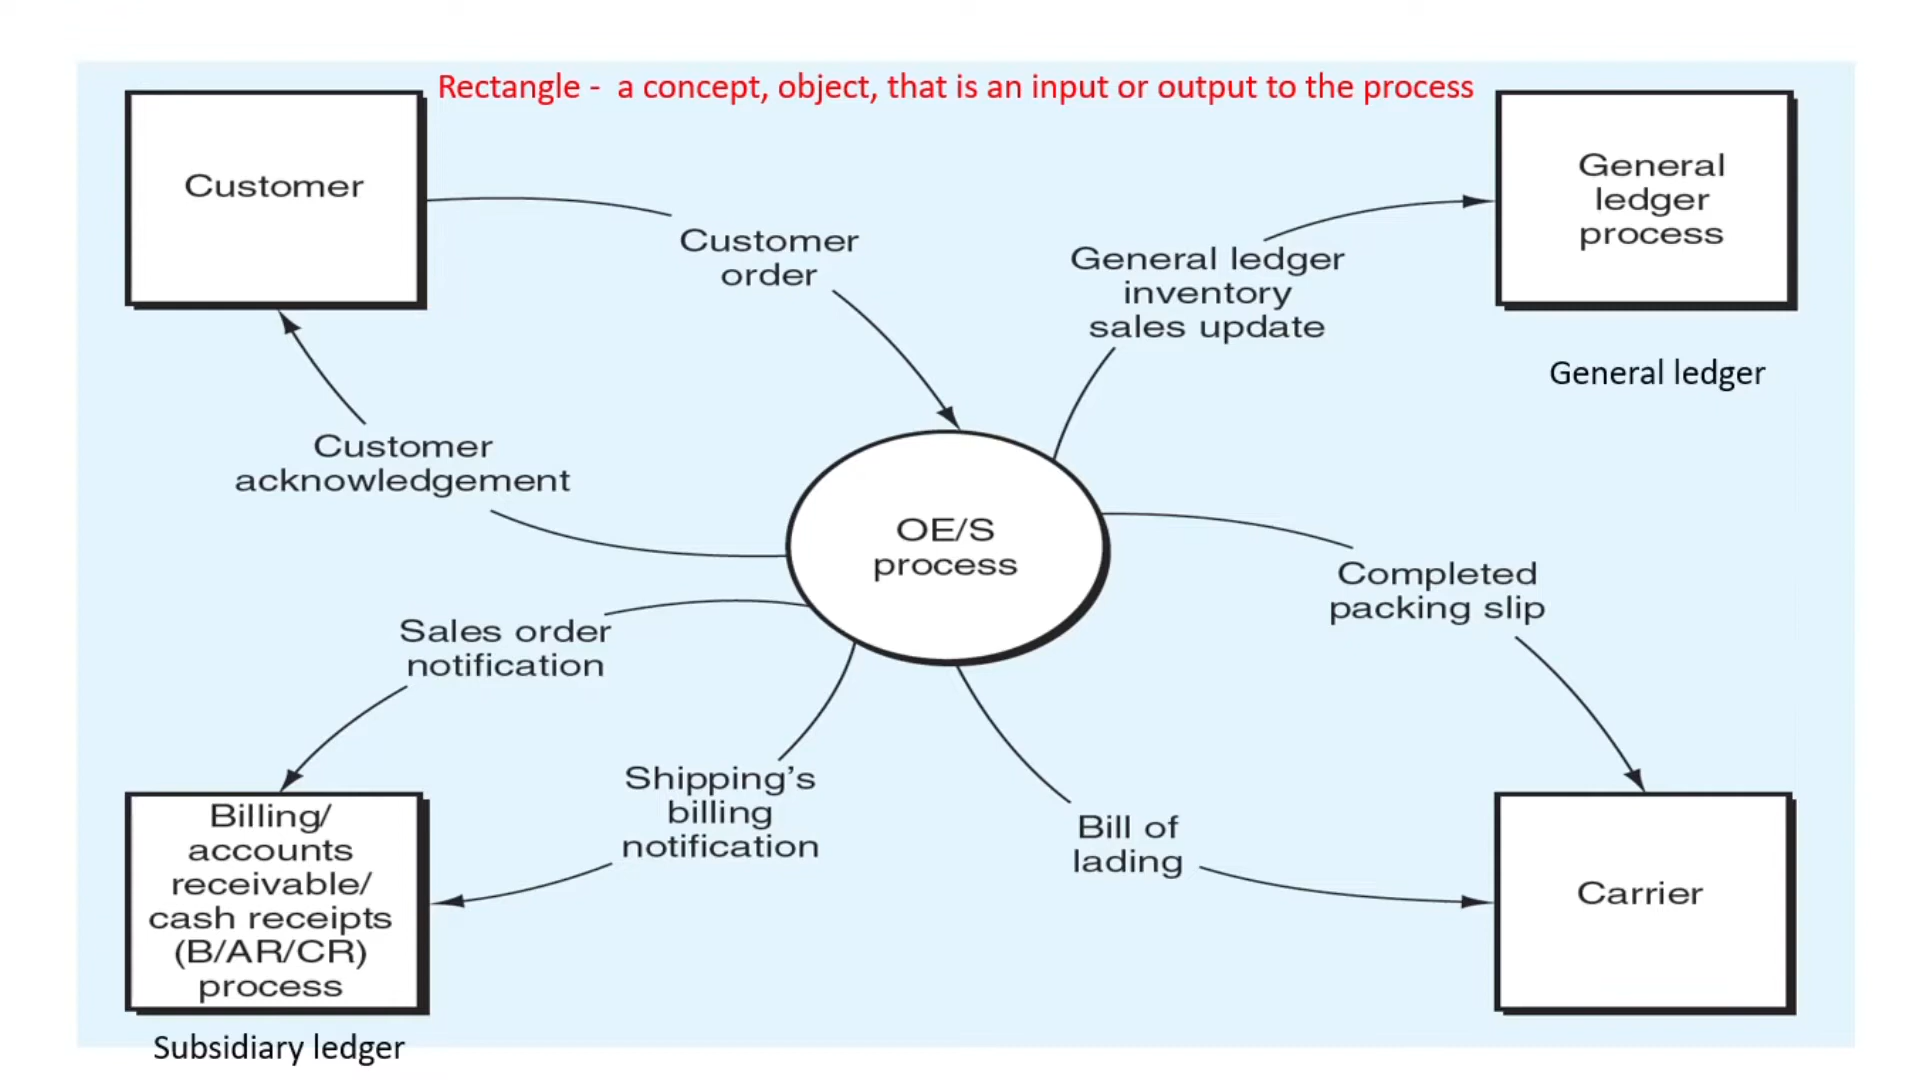 Rectangle -  a concept, object, that is an input or output to the process
Customer
General
ledger
process
Customer
order
General ledger
inventory
sales update
General ledger
Customer
acknowledgement
OE/S
process
Completed
packing slip
Sales order
notification
Shipping’s
billing
notification
Bill of
lading
Billing/
accounts
receivable/
cash receipts
(B/AR/CR)
process
Carrier
Subsidiary ledger